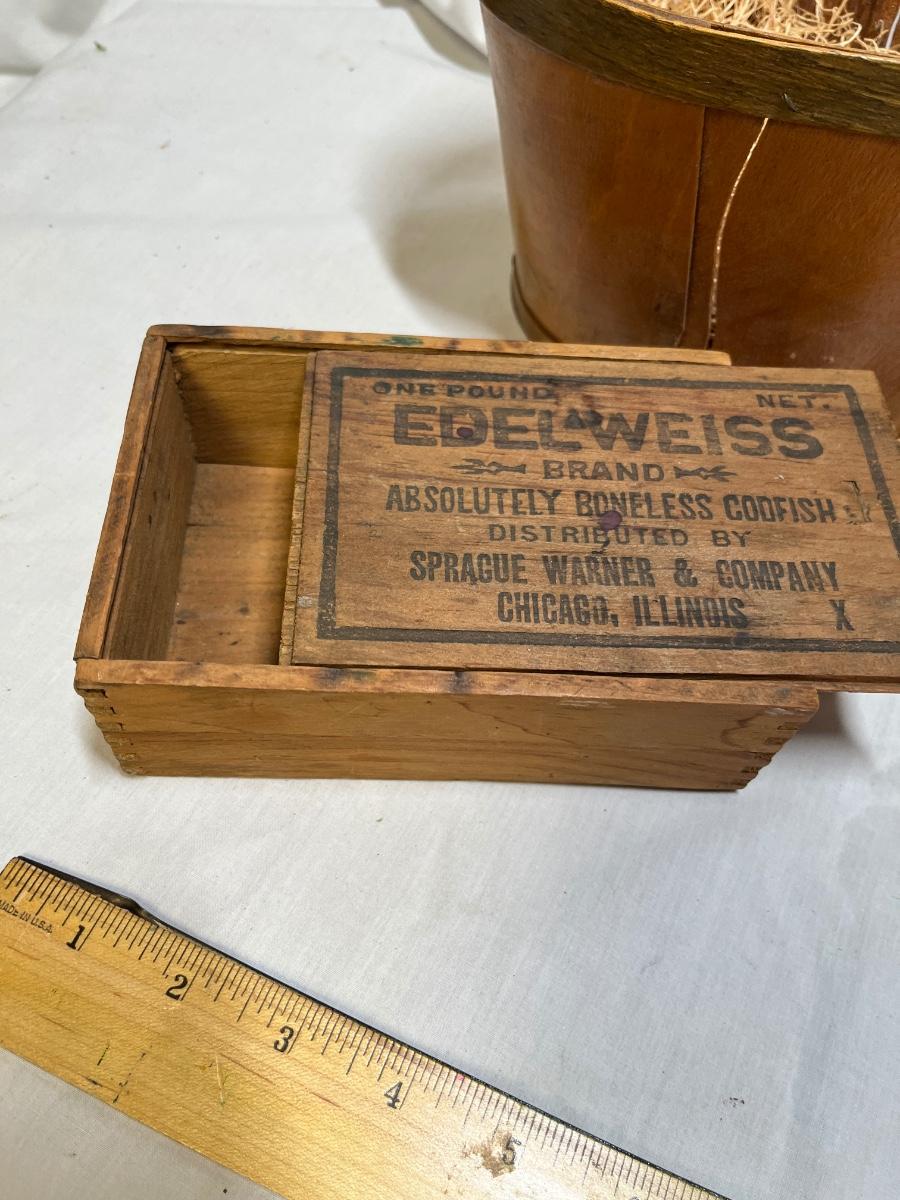 ONE POUND NET.
EDELWEISS
BRAND
ABSOLUTELY BONELESS CODFISH
DISTRIBUTED BY
SPRAGUE WARNER & COMPANY
CHICAGO, ILLINOIS X
MADE IN U.S.A.
1 2 3 4 5